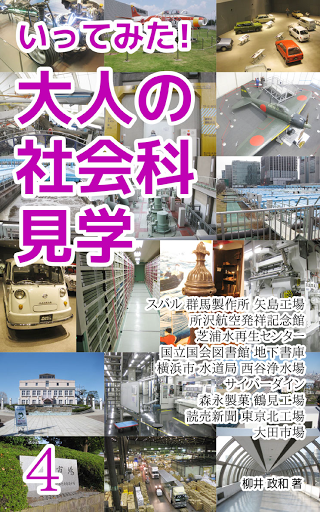 いってみた!
大人の
社会科
見学
スバル 群馬製作所 矢島工場
所沢航空発祥記念館
芝浦水再生センター
国立国会図書館 地下書庫
横浜市 水道局 西谷浄水場
サイバーダイン
森永製菓 鶴見工場
読売新聞 東京北工場
大田市場
4
柳井 政和 著